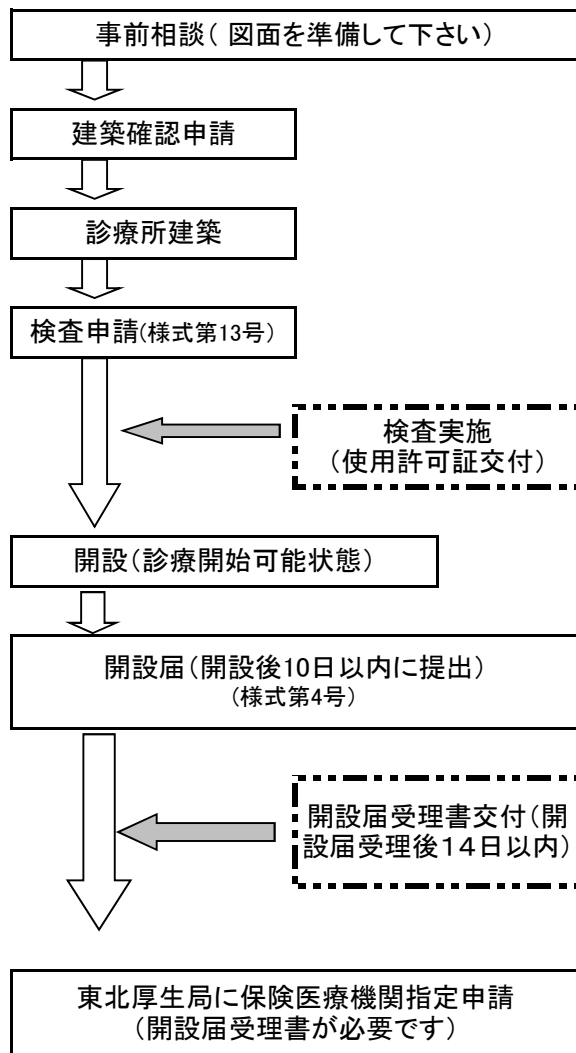 事前相談( 図面を準備して下さい)
建築確認申請
診療所建築
検査申請(様式第13号)
検査実施
(使用許可証交付)
開設(診療開始可能状態)
開設届(開設後10日以内に提出)
(様式第4号)
開設届受理書交付(開
設届受理後14日以内)
東北厚生局に保険医療機関指定申請
(開設届受理書が必要です)